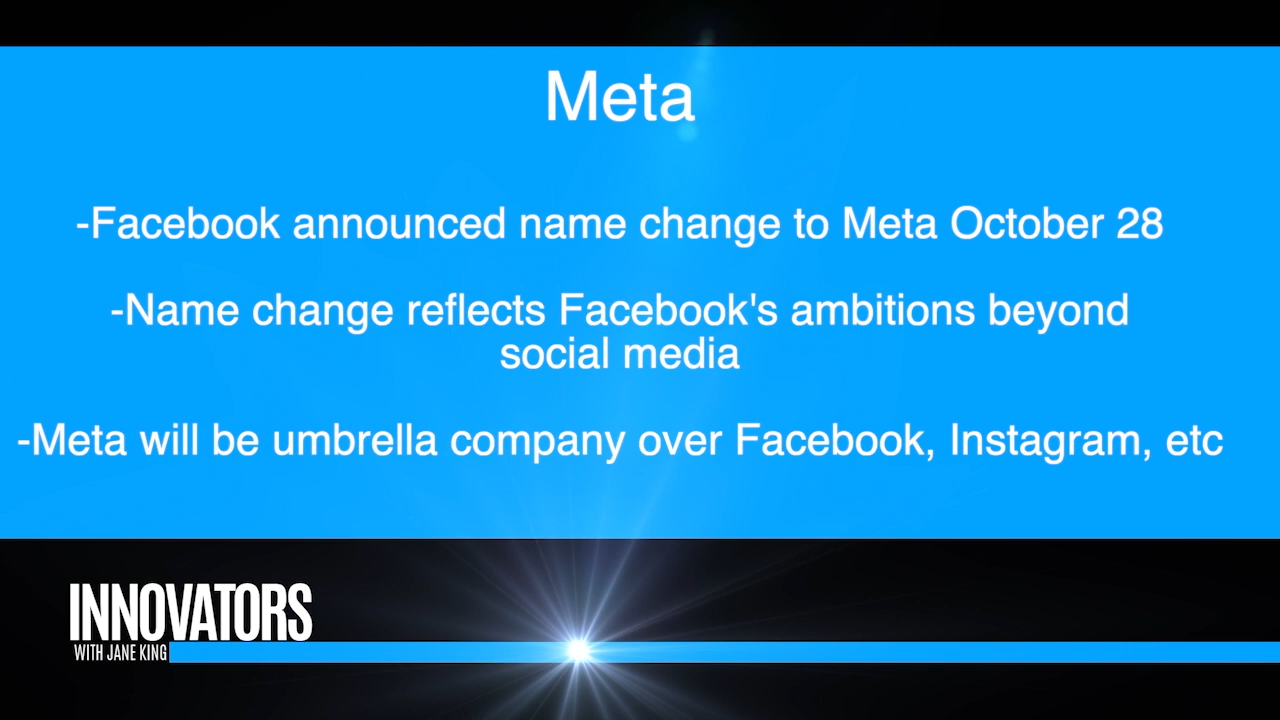 Meta
-Facebook announced name change to Meta October 28
-Name change reflects Facebook's ambitions beyond
social media
-Meta will be umbrella company over Facebook, Instagram, etc
INNOVATORS
WITH JANE KING